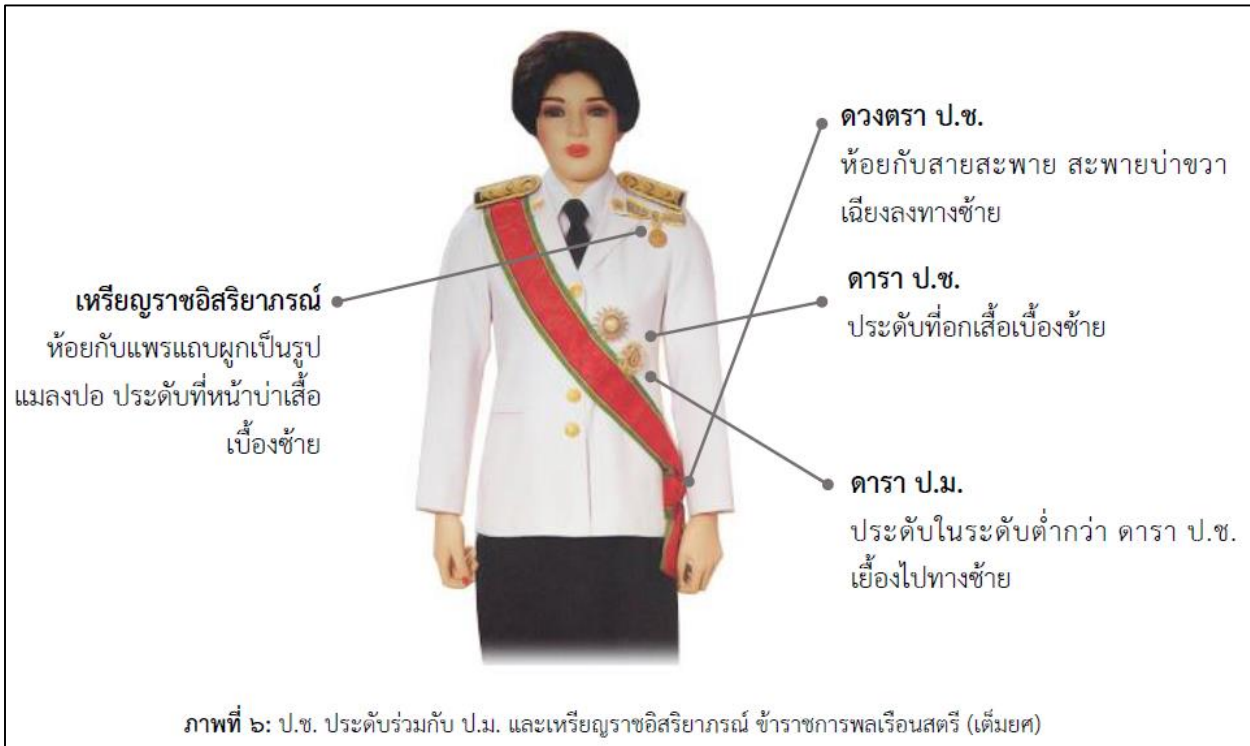 ดวงตรา ป.ช.
ห้อยกับสายสะพาย สะพายบ่าขวา
เฉียงลงทางซ้าย
ดารา ป.ช.
ประดับที่อกเสื้อเบื้องซ้าย
เหรียญราชอิสริยาภรณ์
ห้อยกับแพรแถบผูกเป็นรูป
แมลงปอ ประดับที่หน้าบ่าเสื้อ
เบื้องซ้าย
ดารา ป.ม.
ประดับในระดับต่ำกว่า ดารา ป.ช.
เยื้องไปทางซ้าย
ภาพที่ ๖: ป.ช. ประดับร่วมกับ ป.ม. และเหรียญราชอิสริยาภรณ์ ข้าราชการพลเรือนสตรี (เต็มยศ)